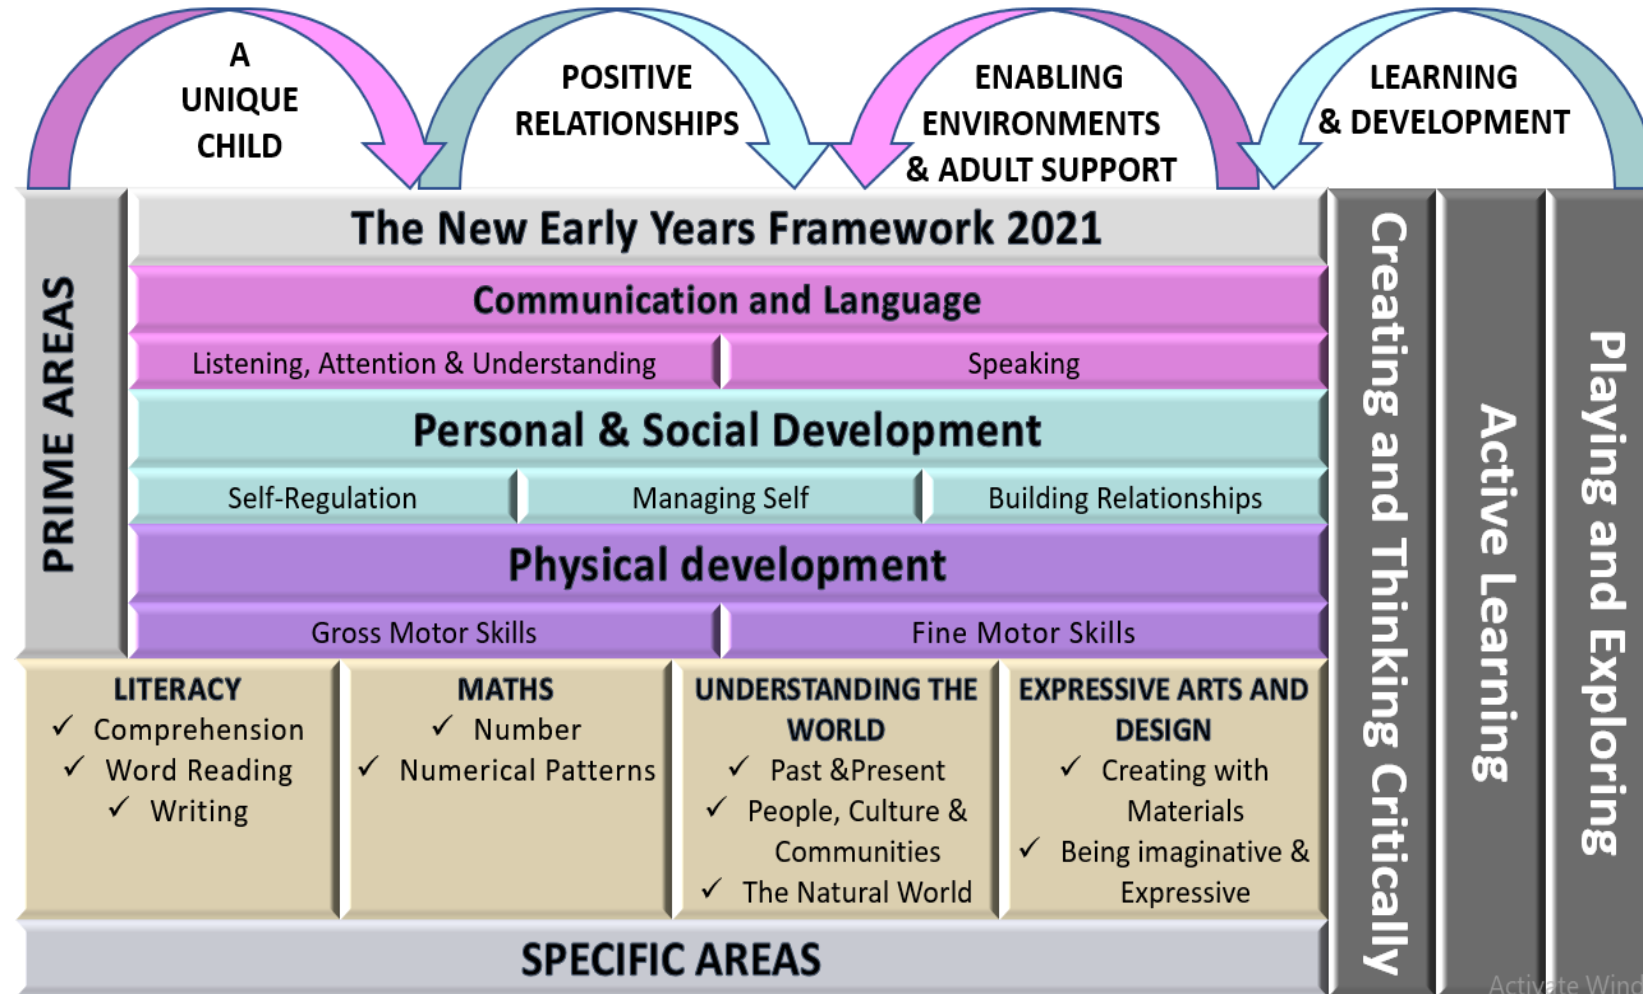 A
UNIQUE
CHILD
POSITIVE
RELATIONSHIPS
ENABLING
ENVIRONMENTS
& ADULT SUPPORT
LEARNING
& DEVELOPMENT
PRIME AREAS
The New Early Years Framework 2021
Communication and Language
Listening, Attention & Understanding
Speaking
Personal & Social Development
Self-Regulation
Managing Self
Building Relationships
Physical development
Gross Motor Skills
Fine Motor Skills
LITERACY
✓ Comprehension
✓ Word Reading
✓ Writing
MATHS
✓ Number
✓ Numerical Patterns
UNDERSTANDING THE
WORLD
✓ Past &Present
✓ People, Culture &
Communities
✓ The Natural World
EXPRESSIVE ARTS AND
DESIGN
✓ Creating with
Materials
✓ Being imaginative &
Expressive
SPECIFIC AREAS
Creating and Thinking Critically
Active Learning
Playing and Exploring
Activate Wind